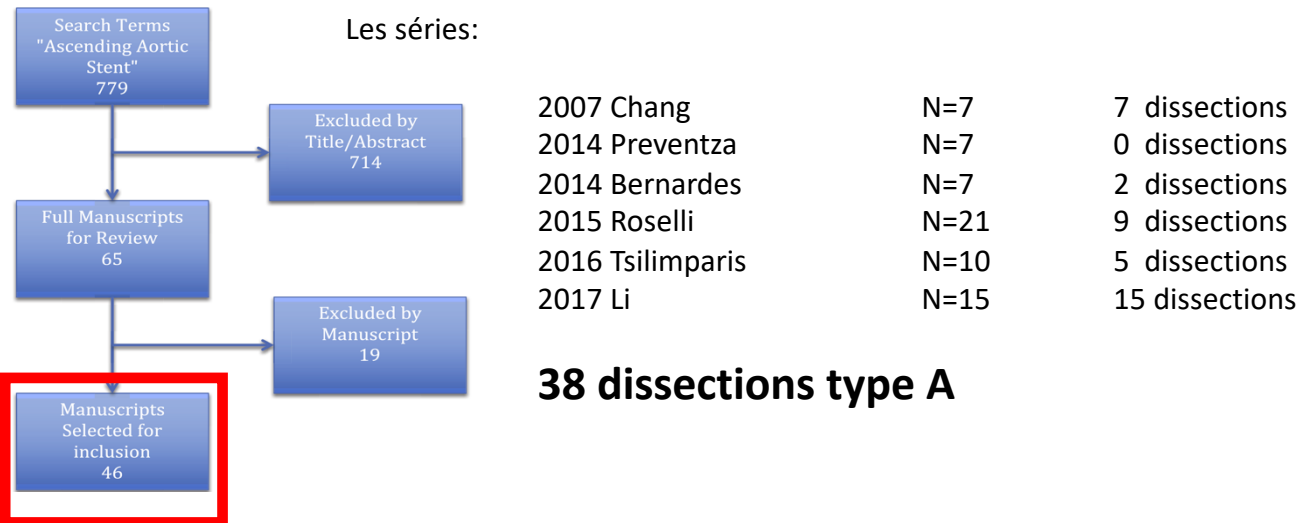 Search Terms
"Ascending Aortic
Stent"
779
Excluded by
Title/Abstract
714
Full Manuscripts
for Review
65
Excluded by
Manuscript
19
Manuscripts
Selected for
inclusion
46
Les séries:
2007 Chang N=7 7 dissections
2014 Preventza N=7 0 dissections
2014 Bernardes N=7 2 dissections
2015 Roselli N=21 9 dissections
2016 Tsilimparis N=10 5 dissections
2017 Li N=15 15 dissections
38 dissections type A